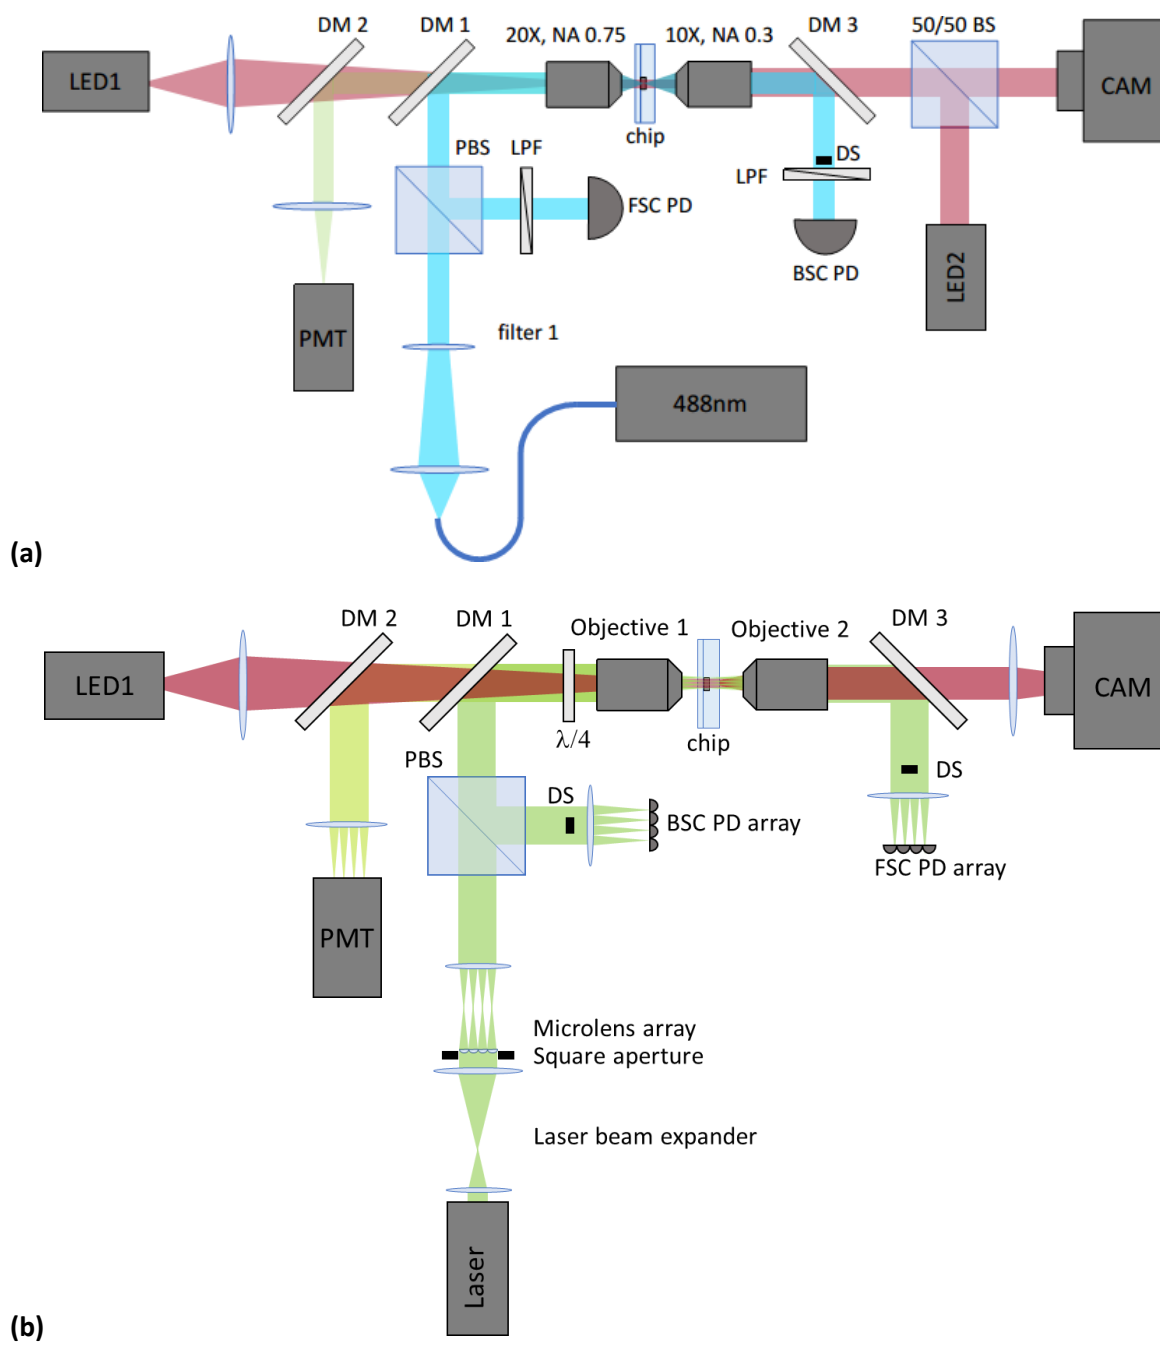 DM 2
DM 1
20X, NA 0.75
10X, NA 0.3
DM 3
50/50 BS
LED1
CAM
chip
PBS
LPF
DS
LPF
FSC PD
BSC PD
LED2
PMT
filter 1
488nm
(a)
DM 2
DM 1
Objective 1
Objective 2
DM 3
LED1
CAM
λ/4
chip
PBS
DS
DS
BSC PD array
FSC PD array
PMT
Microlens array
Square aperture
Laser beam expander
Laser
(b)